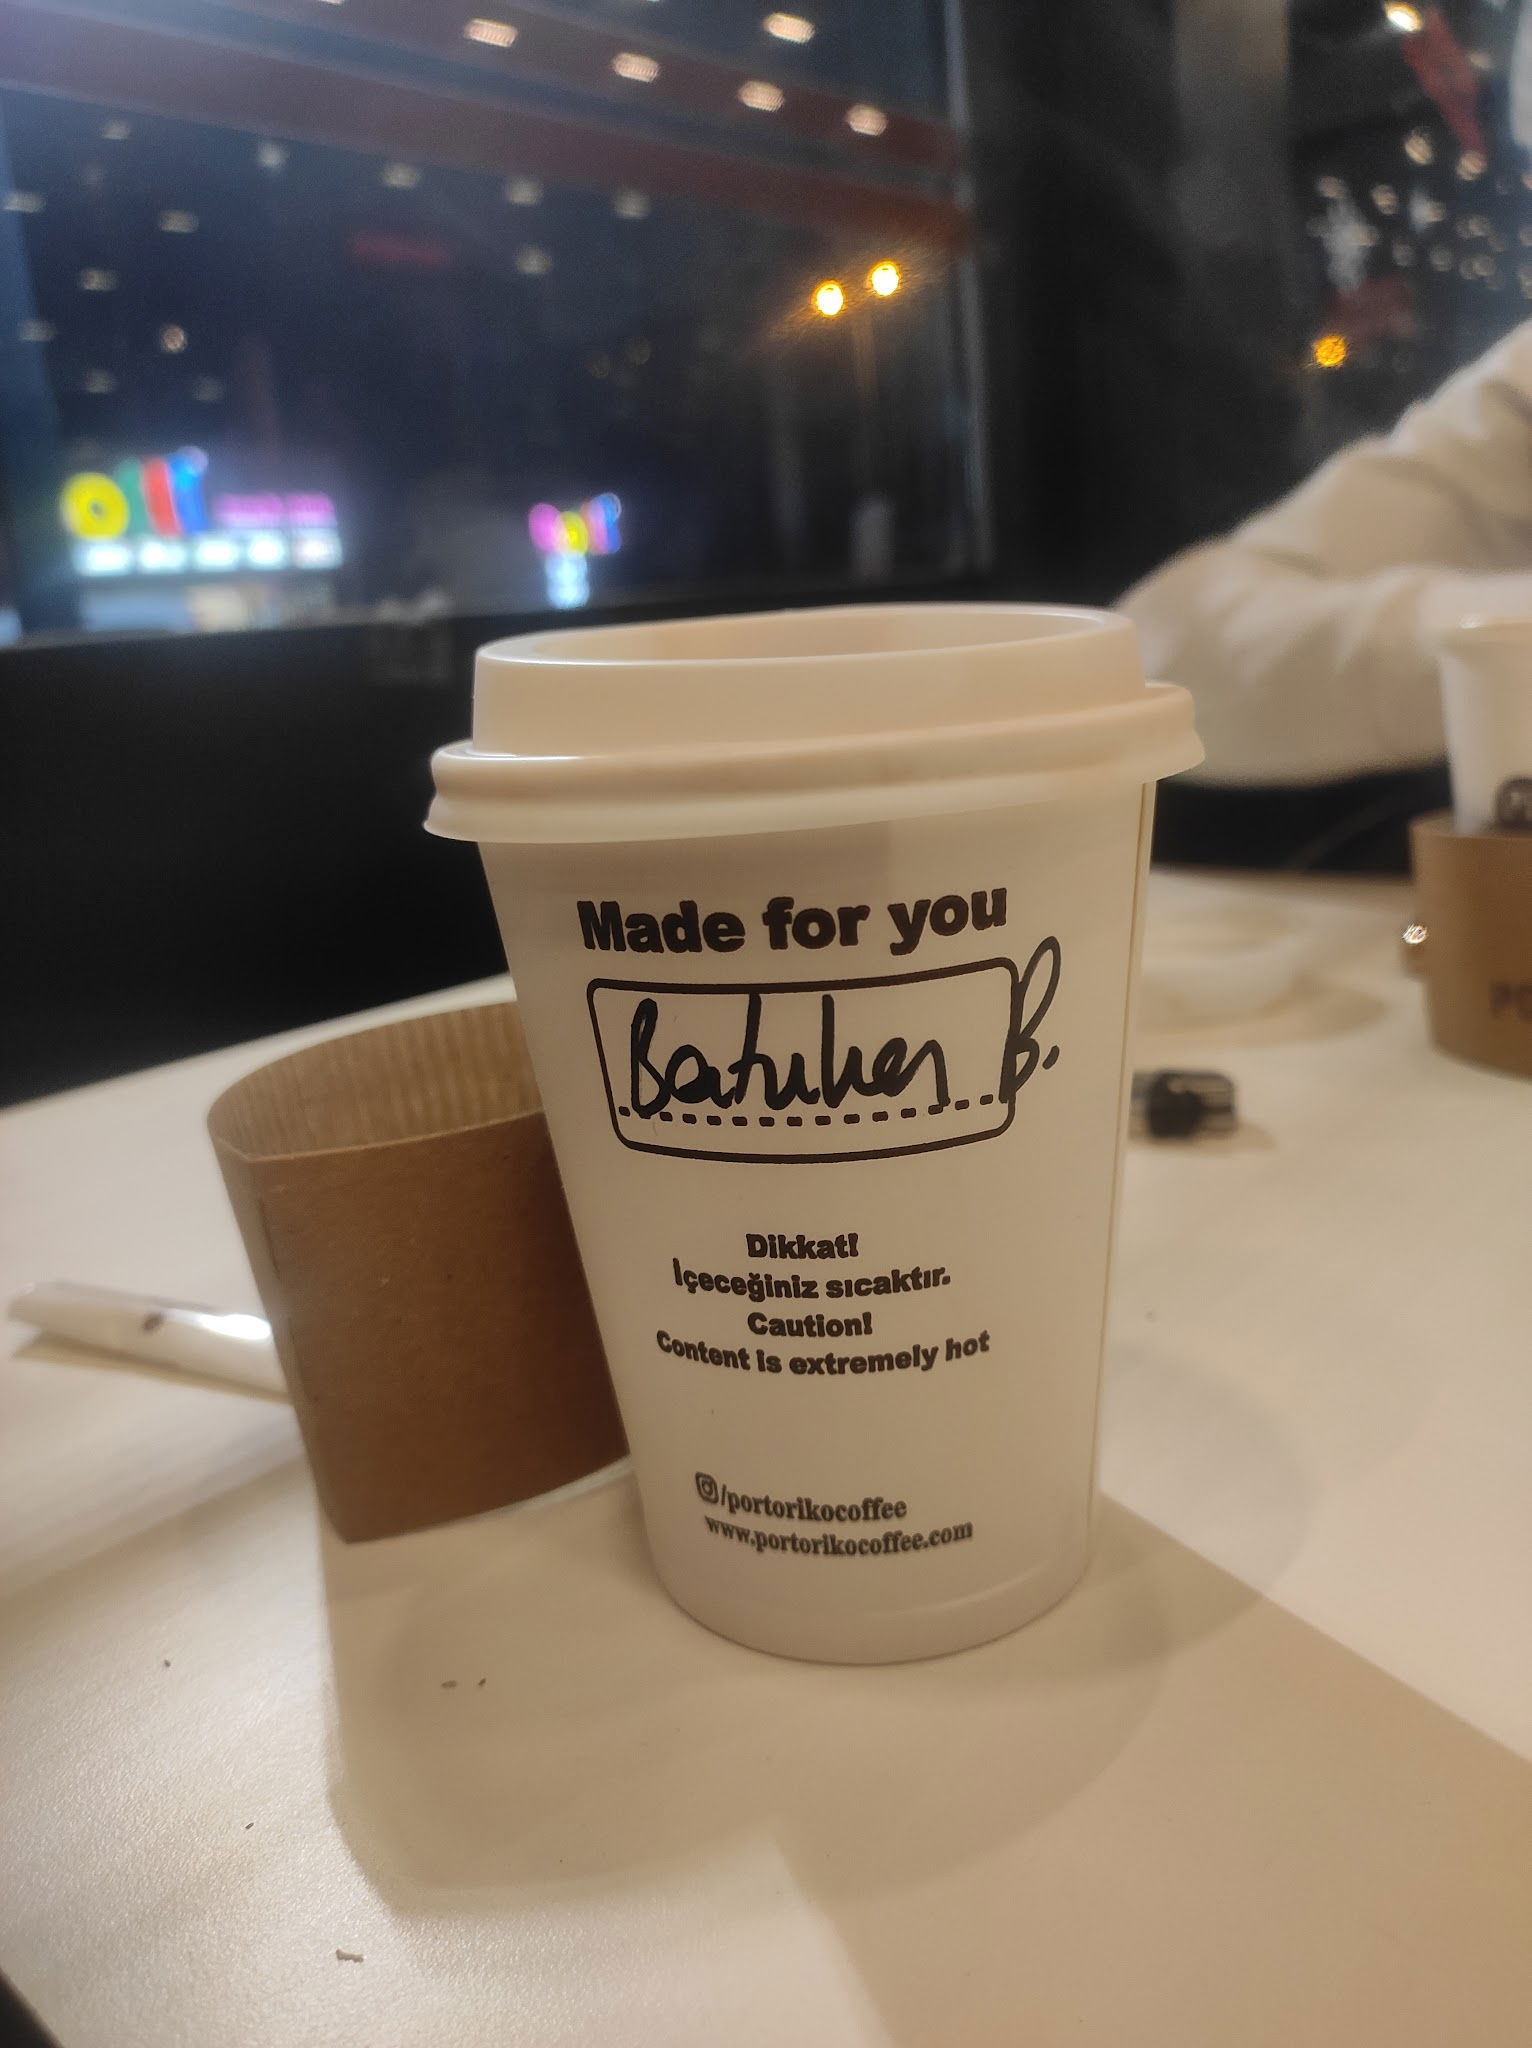 Made for you
Batuhan B.
Dikkat!
İçeceğiniz sıcaktır.
Caution!
Content is extremely hot
/portorikocoffee
www.portorikocoffee.com